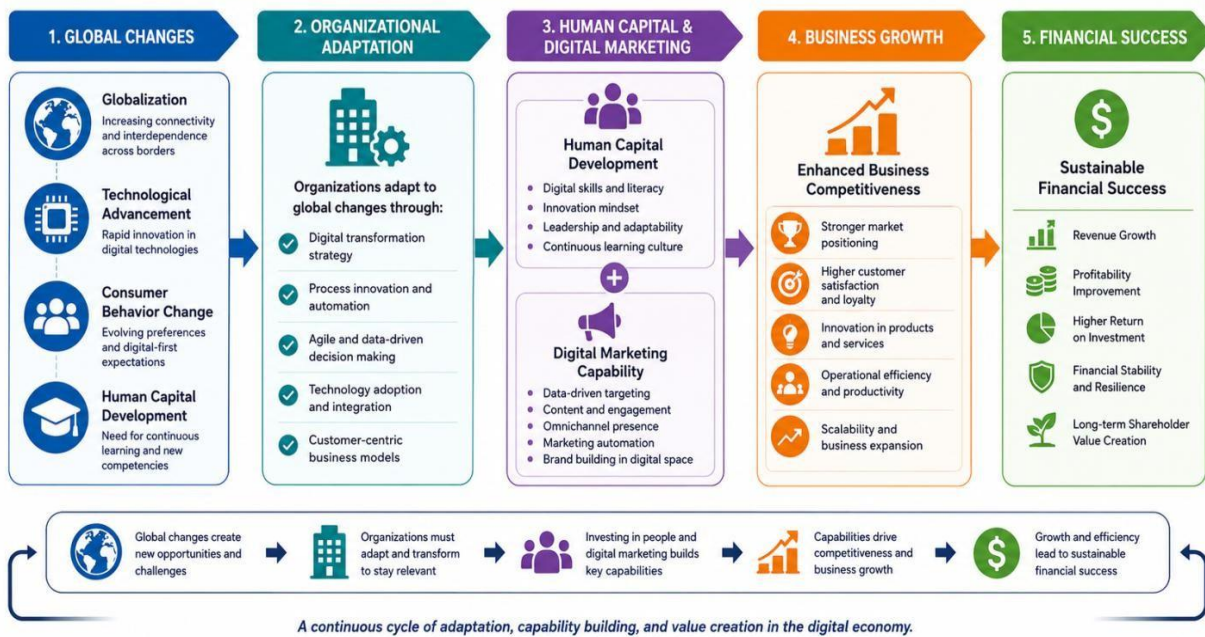 1. GLOBAL CHANGES
Globalization
Increasing connectivity
and interdependence
across borders
Technological
Advancement
Rapid innovation in
digital technologies
Consumer
Behavior Change
Evolving preferences
and digital-first
expectations
Human Capital
Development
Need for continuous
learning and new
competencies
2. ORGANIZATIONAL
ADAPTATION
Organizations adapt to
global changes through:
Digital transformation
strategy
Process innovation and
automation
Agile and data-driven
decision making
Technology adoption
and integration
Customer-centric
business models
3. HUMAN CAPITAL &
DIGITAL MARKETING
Human Capital
Development
• Digital skills and literacy
• Innovation mindset
• Leadership and adaptability
• Continuous learning culture
+
Digital Marketing
Capability
• Data-driven targeting
• Content and engagement
• Omnichannel presence
• Marketing automation
• Brand building in digital space
4. BUSINESS GROWTH
Enhanced Business
Competitiveness
Stronger market
positioning
Higher customer
satisfaction
and loyalty
Innovation in products
and services
Operational efficiency
and productivity
Scalability and
business expansion
5. FINANCIAL SUCCESS
$
Sustainable
Financial Success
Revenue Growth
Profitability
Improvement
Higher Return
on Investment
Financial Stability
and Resilience
Long-term Shareholder
Value Creation
Global changes create
new opportunities and
challenges
Organizations must
adapt and transform
to stay relevant
Investing in people and
digital marketing builds
key capabilities
Capabilities drive
competitiveness and
business growth
$
Growth and efficiency
lead to sustainable
financial success
A continuous cycle of adaptation, capability building, and value creation in the digital economy.